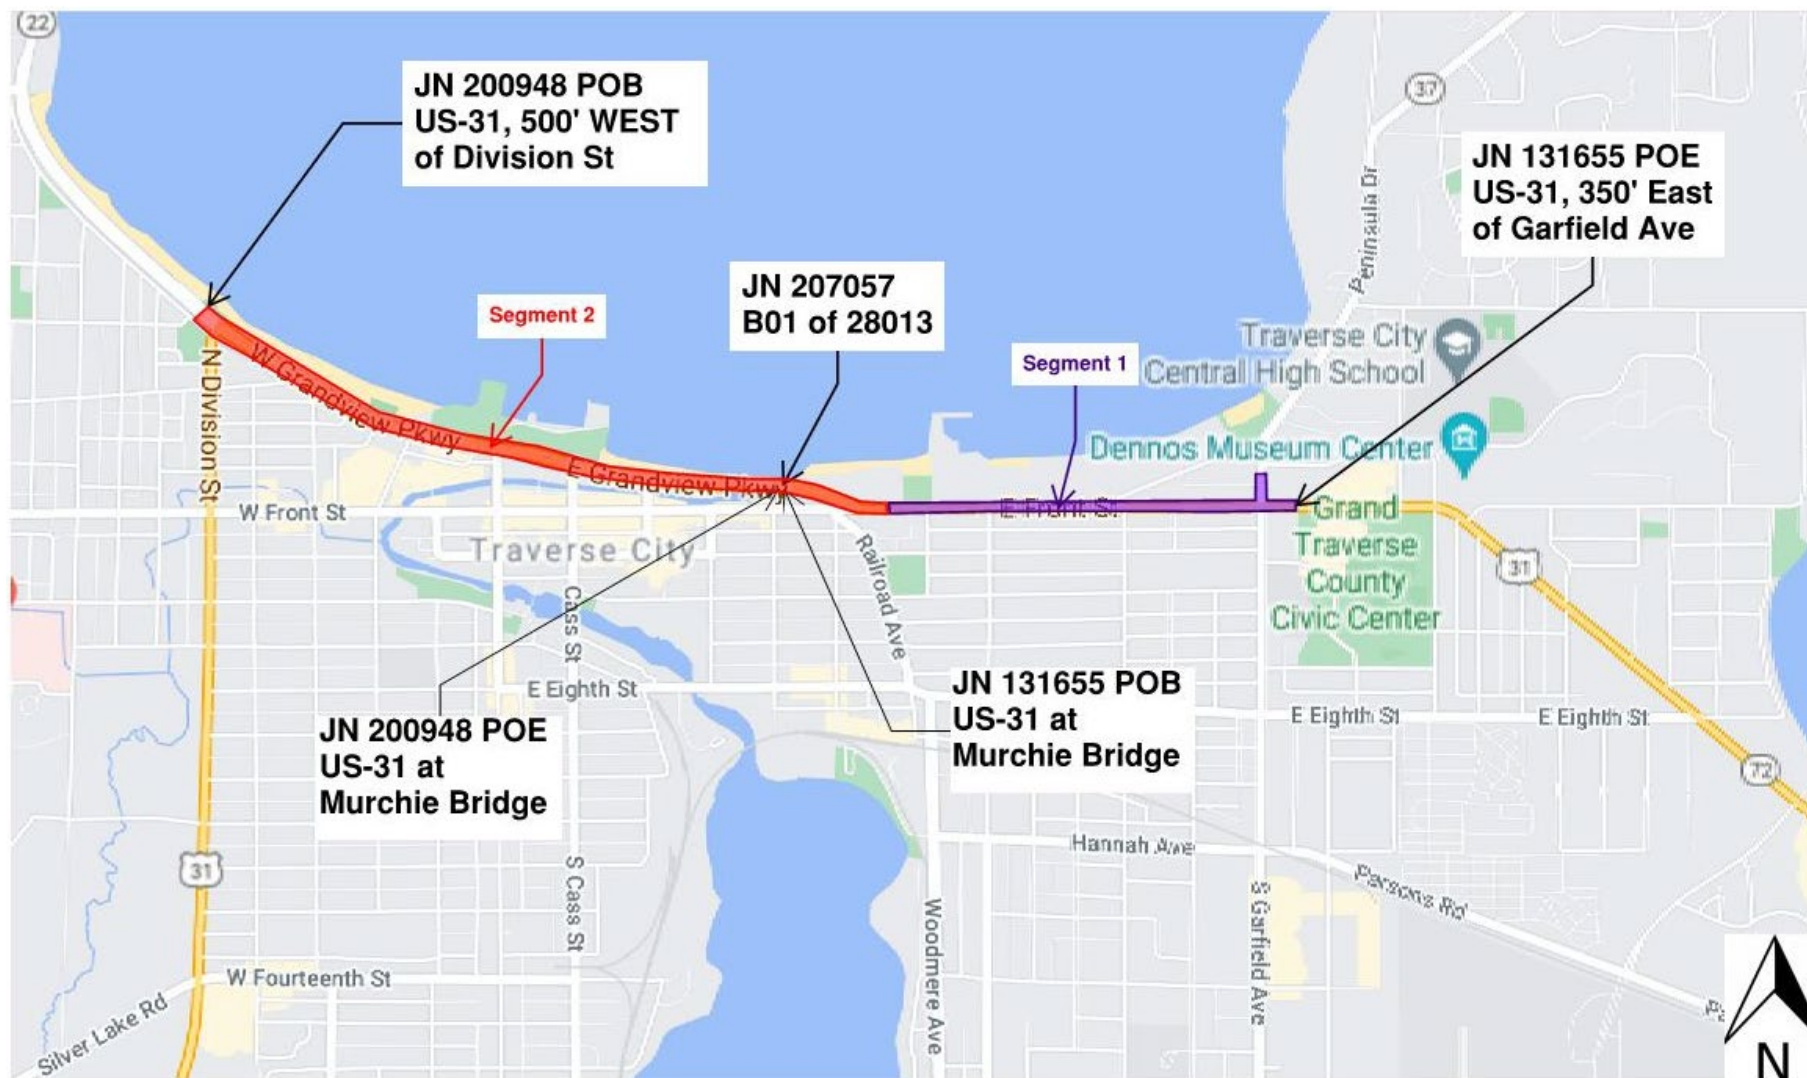 22
JN 200948 POB
US-31, 500' WEST
of Division St
37
JN 131655 POE
US-31, 350' East
of Garfield Ave
Peninsula Dr
JN 207057
B01 of 28013
Segment 2
Segment 1
Traverse City
Central High School
Dennos Museum Center
N Division St
W Grandview Pkwy
E Grandview Pkwy
W Front St
E Front St
Grand
Traverse
County
Civic Center
31
Traverse City
Railroad Ave
Cass St
E Eighth St
JN 131655 POB
US-31 at
Murchie Bridge
E Eighth St
E Eighth St
JN 200948 POE
US-31 at
Murchie Bridge
72
31
Hannah Ave
Parsons Rd
S Cass St
Woodmere Ave
S Garfield Ave
W Fourteenth St
Silver Lake Rd
N